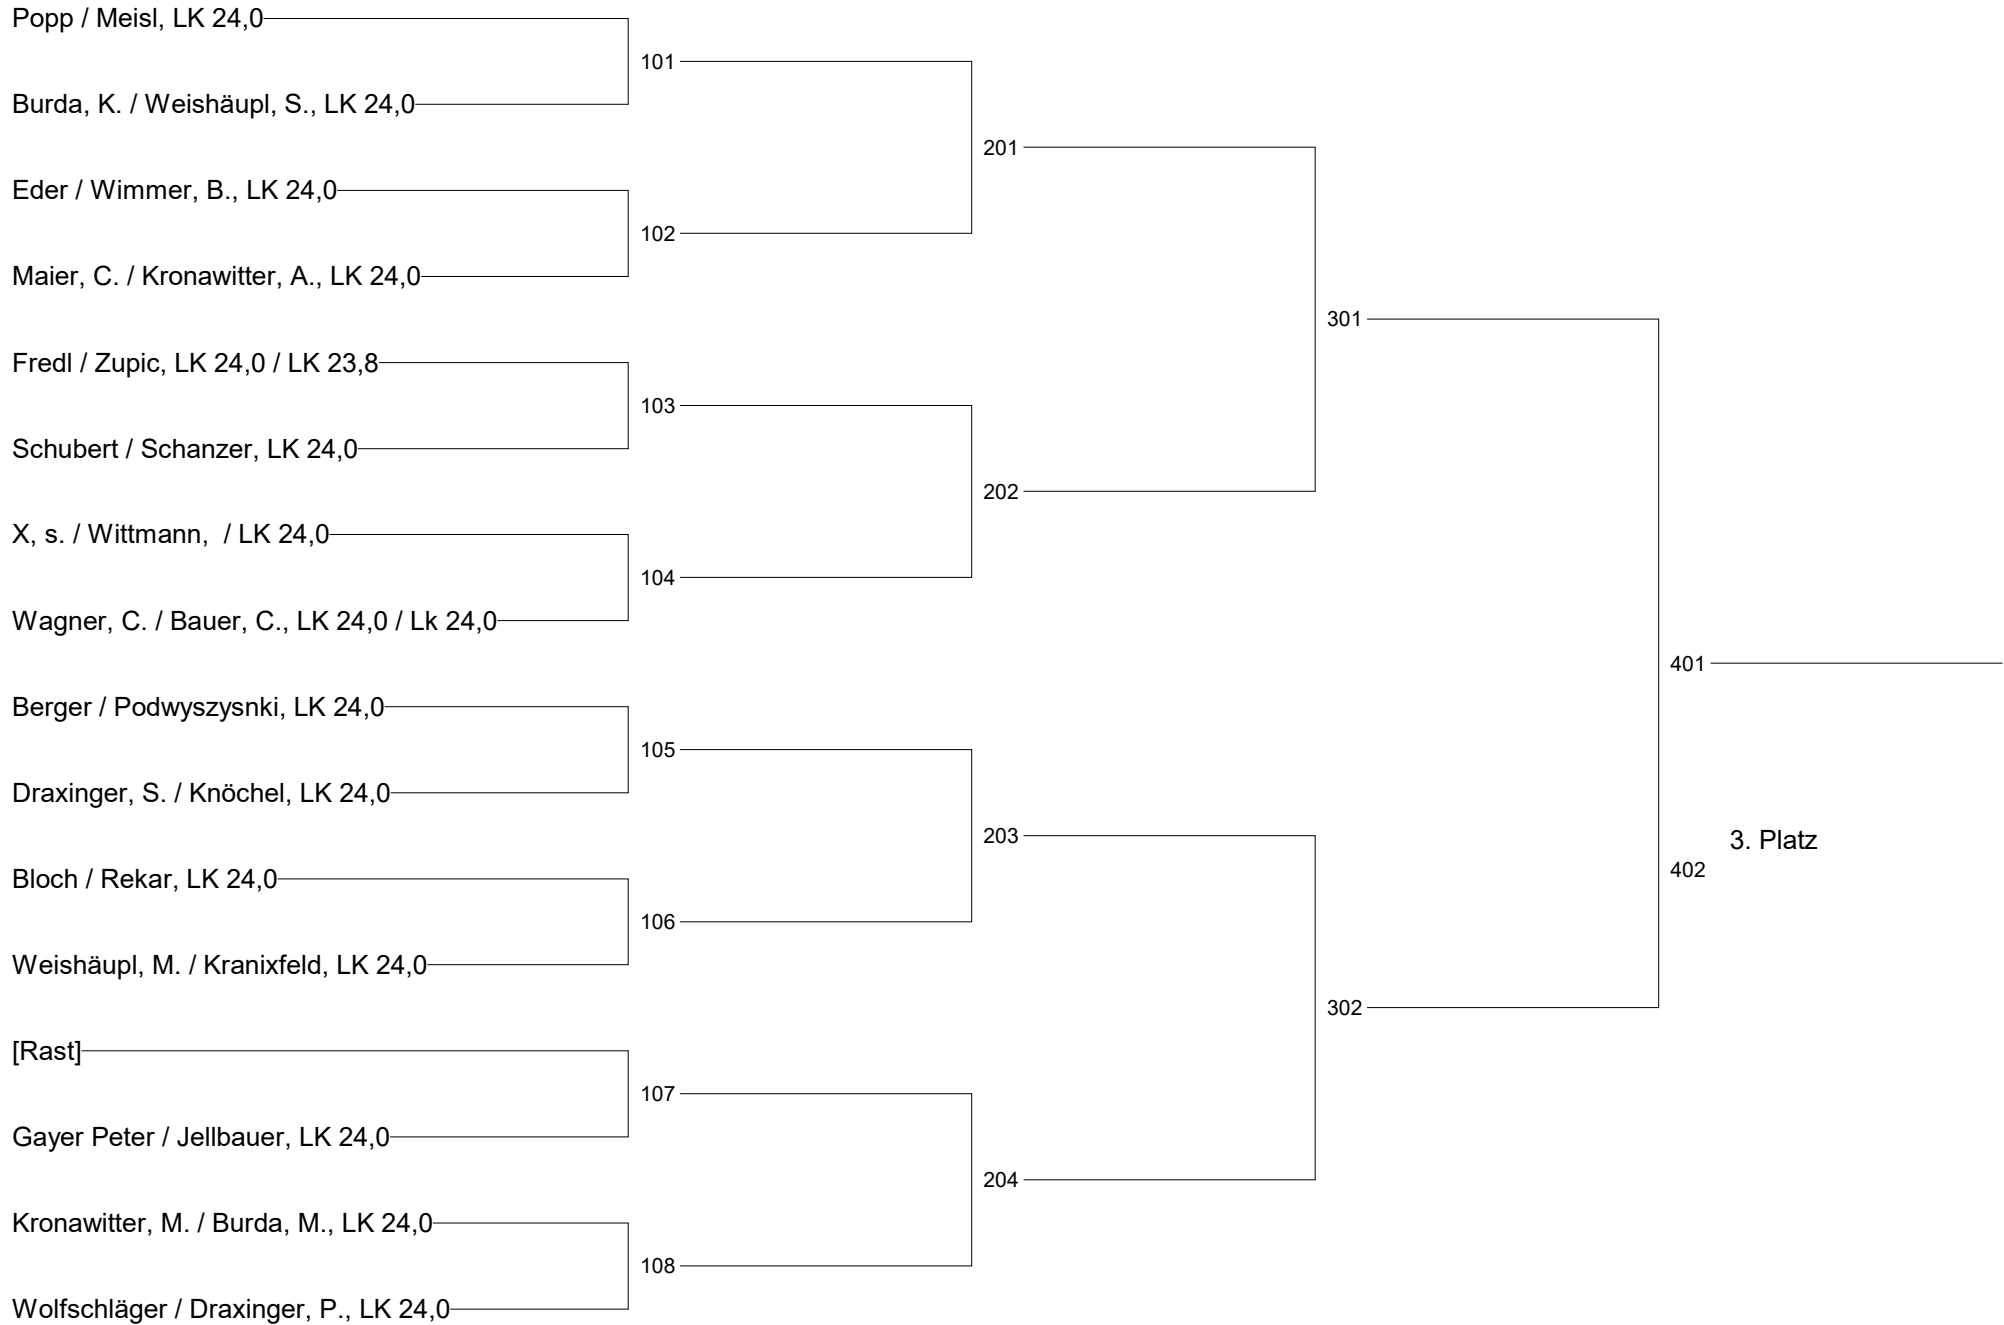 Popp / Meisl, LK 24,0
101
Burda, K. / Weishäupl, S., LK 24,0
201
Eder / Wimmer, B., LK 24,0
102
Maier, C. / Kronawitter, A., LK 24,0
301
Fredl / Zupic, LK 24,0 / LK 23,8
103
Schubert / Schanzer, LK 24,0
202
X, s. / Wittmann,  / LK 24,0
104
Wagner, C. / Bauer, C., LK 24,0 / Lk 24,0
401
Berger / Podwyszysnki, LK 24,0
105
Draxinger, S. / Knöchel, LK 24,0
203
3. Platz
402
Bloch / Rekar, LK 24,0
106
Weishäupl, M. / Kranixfeld, LK 24,0
302
[Rast]
107
Gayer Peter / Jellbauer, LK 24,0
204
Kronawitter, M. / Burda, M., LK 24,0
108
Wolfschläger / Draxinger, P., LK 24,0